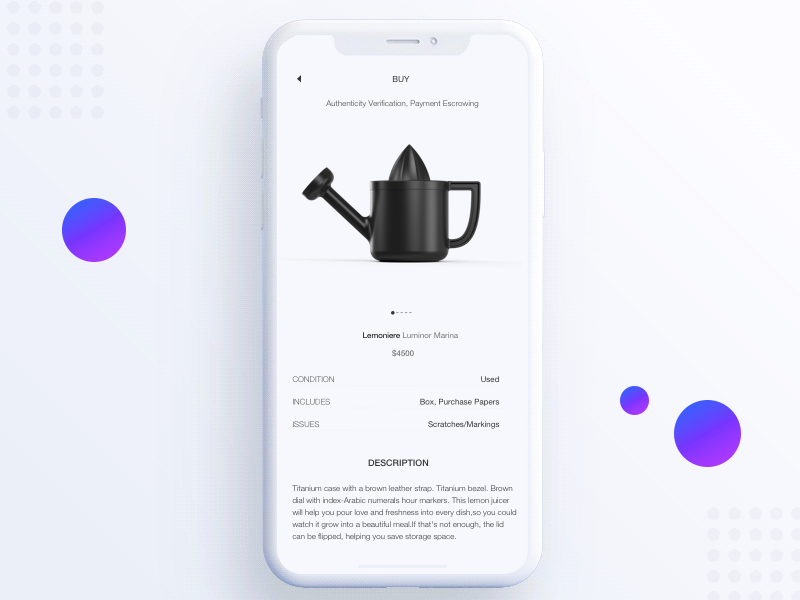 BUY
Authenticity Verification, Payment Escrowing
Lemoniere Luminor Marina
$4500
CONDITION Used
INCLUDES Box, Purchase Papers
ISSUES Scratches/Markings
DESCRIPTION
Titanium case with a brown leather strap. Titanium bezel. Brown
dial with index-Arabic numerals hour markers. This lemon juicer
will help you pour love and freshness into every dish,so you could
watch it grow into a beautiful meal.If that's not enough, the lid
can be flipped, helping you save storage space.